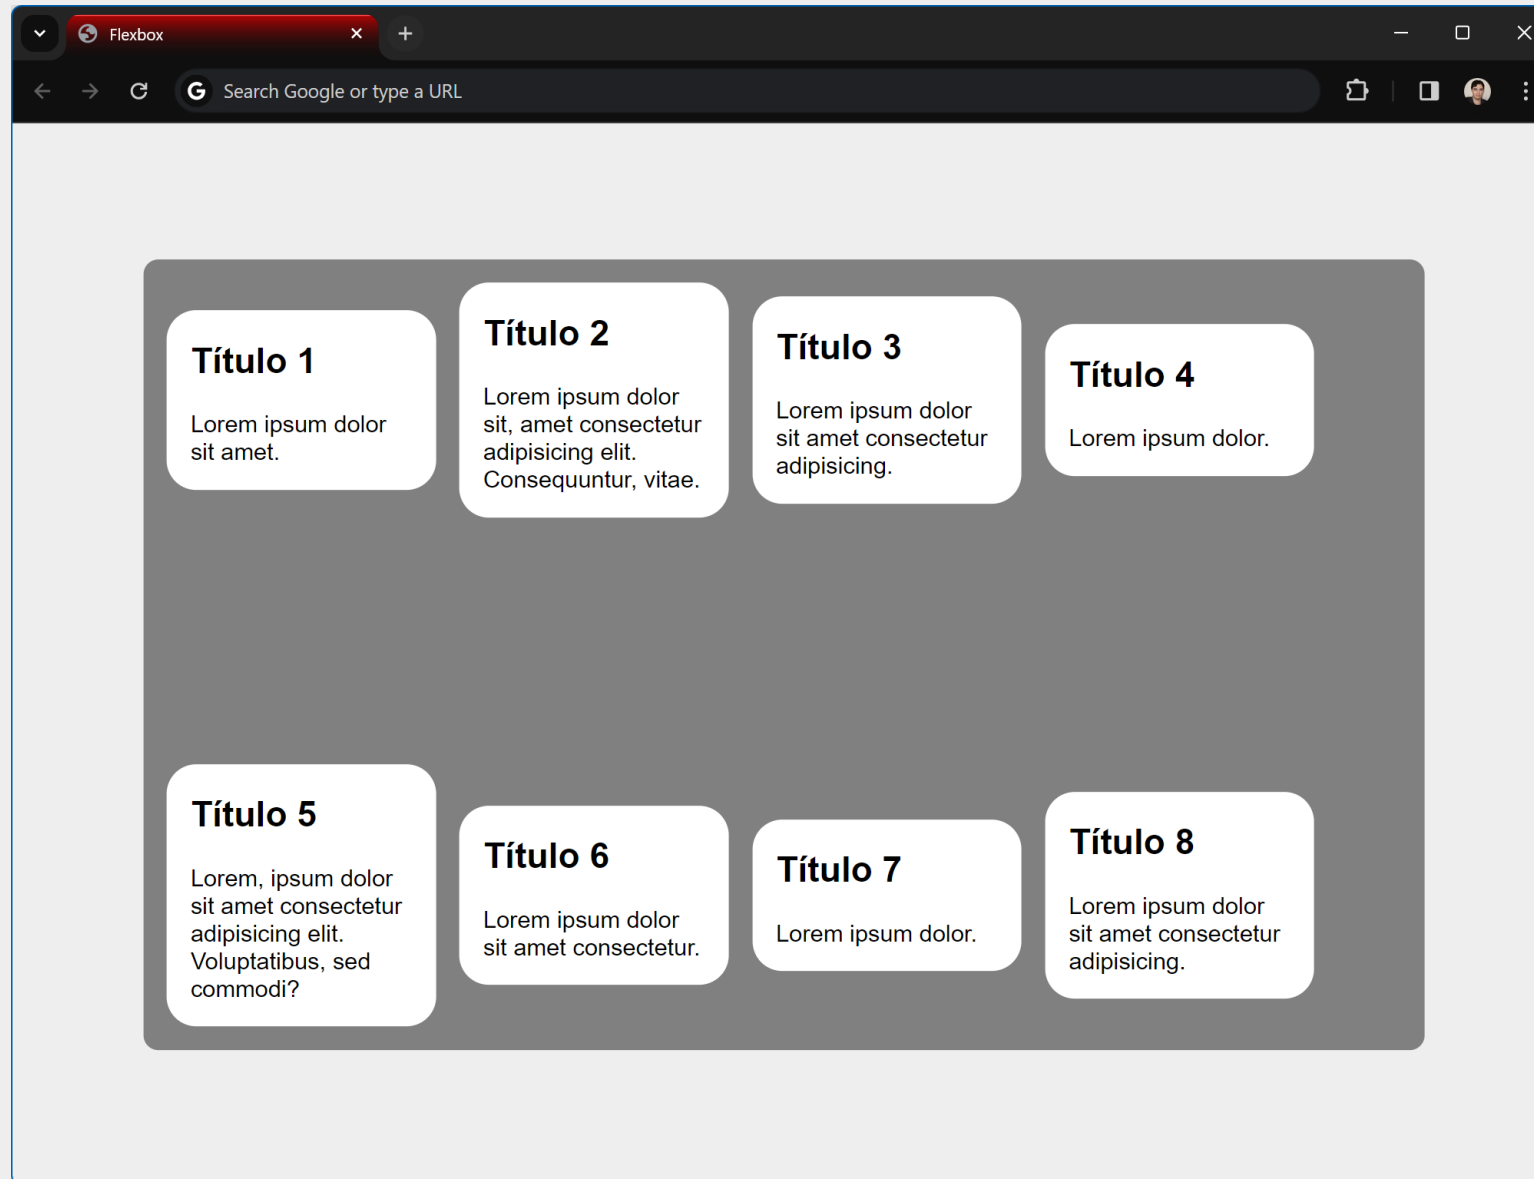 Flexbox
Search Google or type a URL
Título 1
Lorem ipsum dolor
sit amet.
Título 2
Lorem ipsum dolor
sit, amet consectetur
adipisicing elit.
Consequuntur, vitae.
Título 3
Lorem ipsum dolor
sit amet consectetur
adipisicing.
Título 4
Lorem ipsum dolor.
Título 5
Lorem, ipsum dolor
sit amet consectetur
adipisicing elit.
Voluptatibus, sed
commodi?
Título 6
Lorem ipsum dolor
sit amet consectetur.
Título 7
Lorem ipsum dolor.
Título 8
Lorem ipsum dolor
sit amet consectetur
adipisicing.